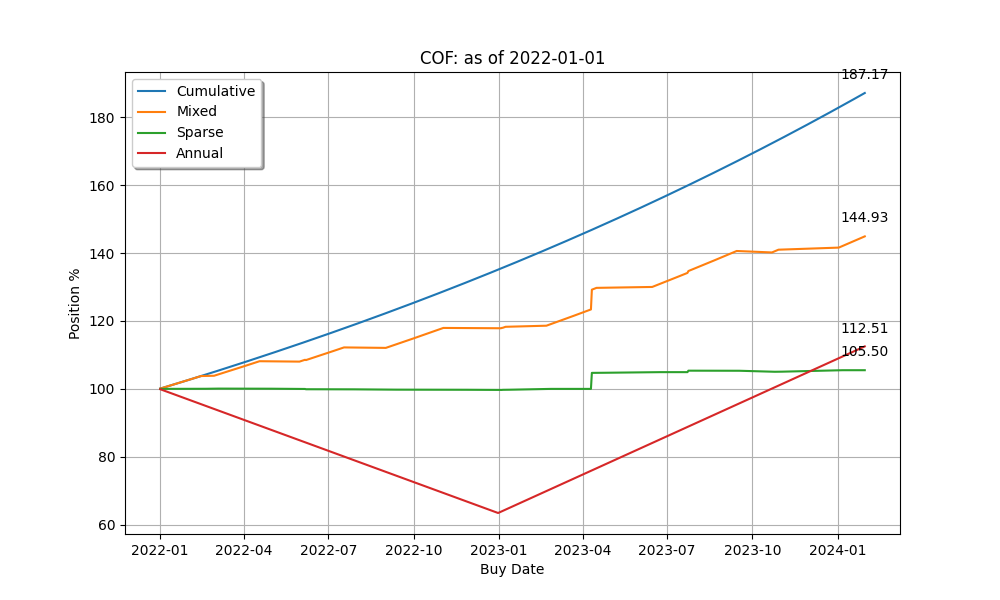 COF: as of 2022-01-01
187.17
Cumulative
Mixed
Sparse
Annual
144.93
112.51
105.50
Position %
180
160
140
120
100
80
60
2022-01 2022-04 2022-07 2022-10 2023-01 2023-04 2023-07 2023-10 2024-01
Buy Date